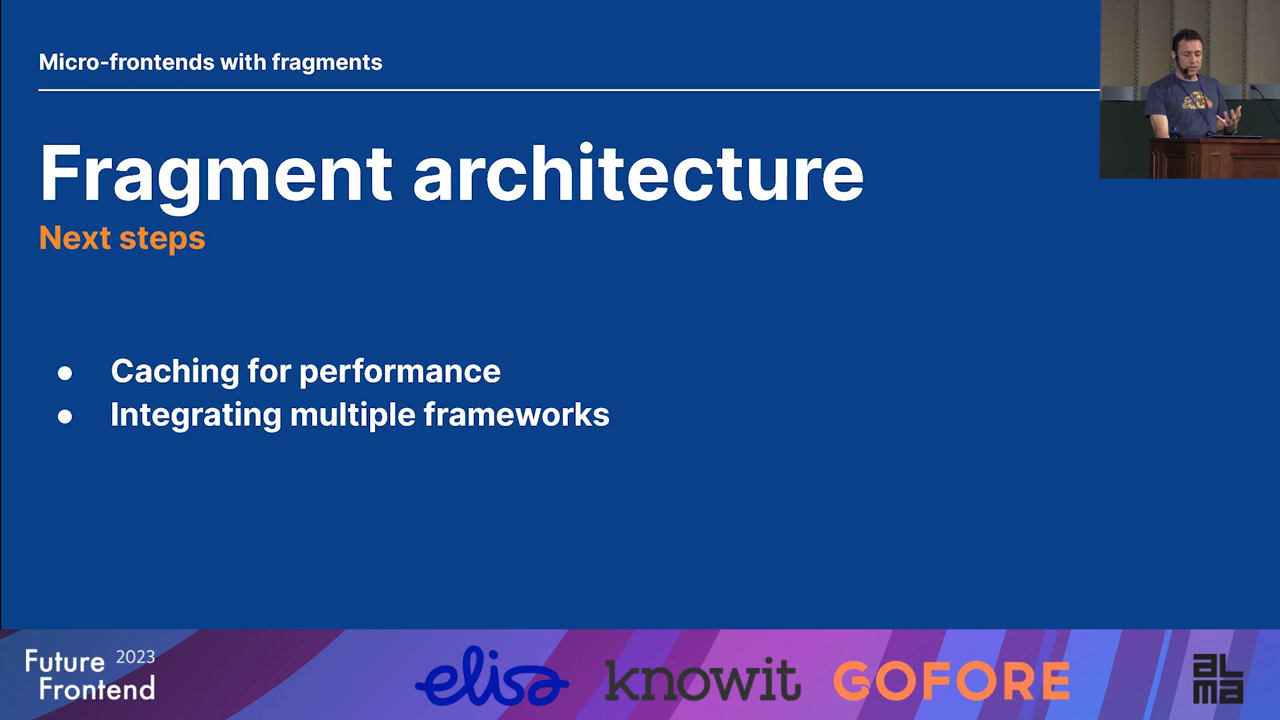 Micro-frontends with fragments
Fragment architecture
Next steps
● Caching for performance
● Integrating multiple frameworks
Future 2023
Frontend
elisa
knowit
GOFORE
aL
ma